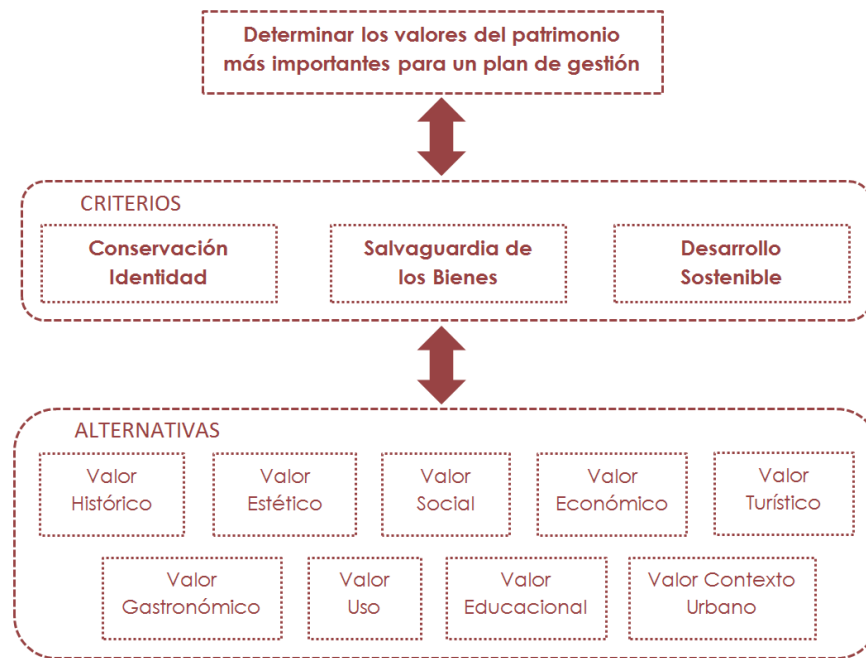 Determinar los valores del patrimonio
más importantes para un plan de gestión
CRITERIOS
Conservación
Identidad
Salvaguardia de
los Bienes
Desarrollo
Sostenible
ALTERNATIVAS
Valor
Histórico
Valor
Estético
Valor
Social
Valor
Económico
Valor
Turístico
Valor
Gastronómico
Valor
Uso
Valor
Educacional
Valor Contexto
Urbano